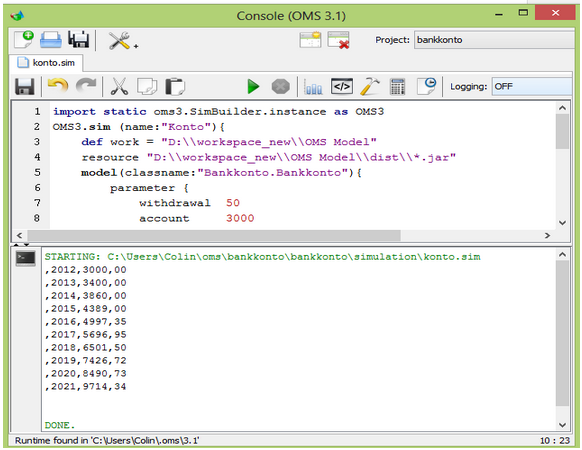 Console (OMS 3.1)
Project: bankkonto
konto.sim
Logging: OFF
1 import static oms3.SimBuilder.instance as OMS3
2 OMS3.sim (name:"Konto"){
3 def work = "D:\\workspace_new\\OMS Model"
4 resource "D:\\workspace_new\\OMS Model\\dist\\*.jar"
5 model(classname:"Bankkonto.Bankkonto"){
6 parameter {
7 withdrawal 50
8 account 3000
STARTING: C:\Users\Colin\oms\bankkonto\bankkonto\simulation\konto.sim
,2012,3000,00
,2013,3400,00
,2014,3860,00
,2015,4389,00
,2016,4997,35
,2017,5696,95
,2018,6501,50
,2019,7426,72
,2020,8490,73
,2021,9714,34
DONE.
Runtime found in 'C:\Users\Colin\.oms\3.1'
10 : 23